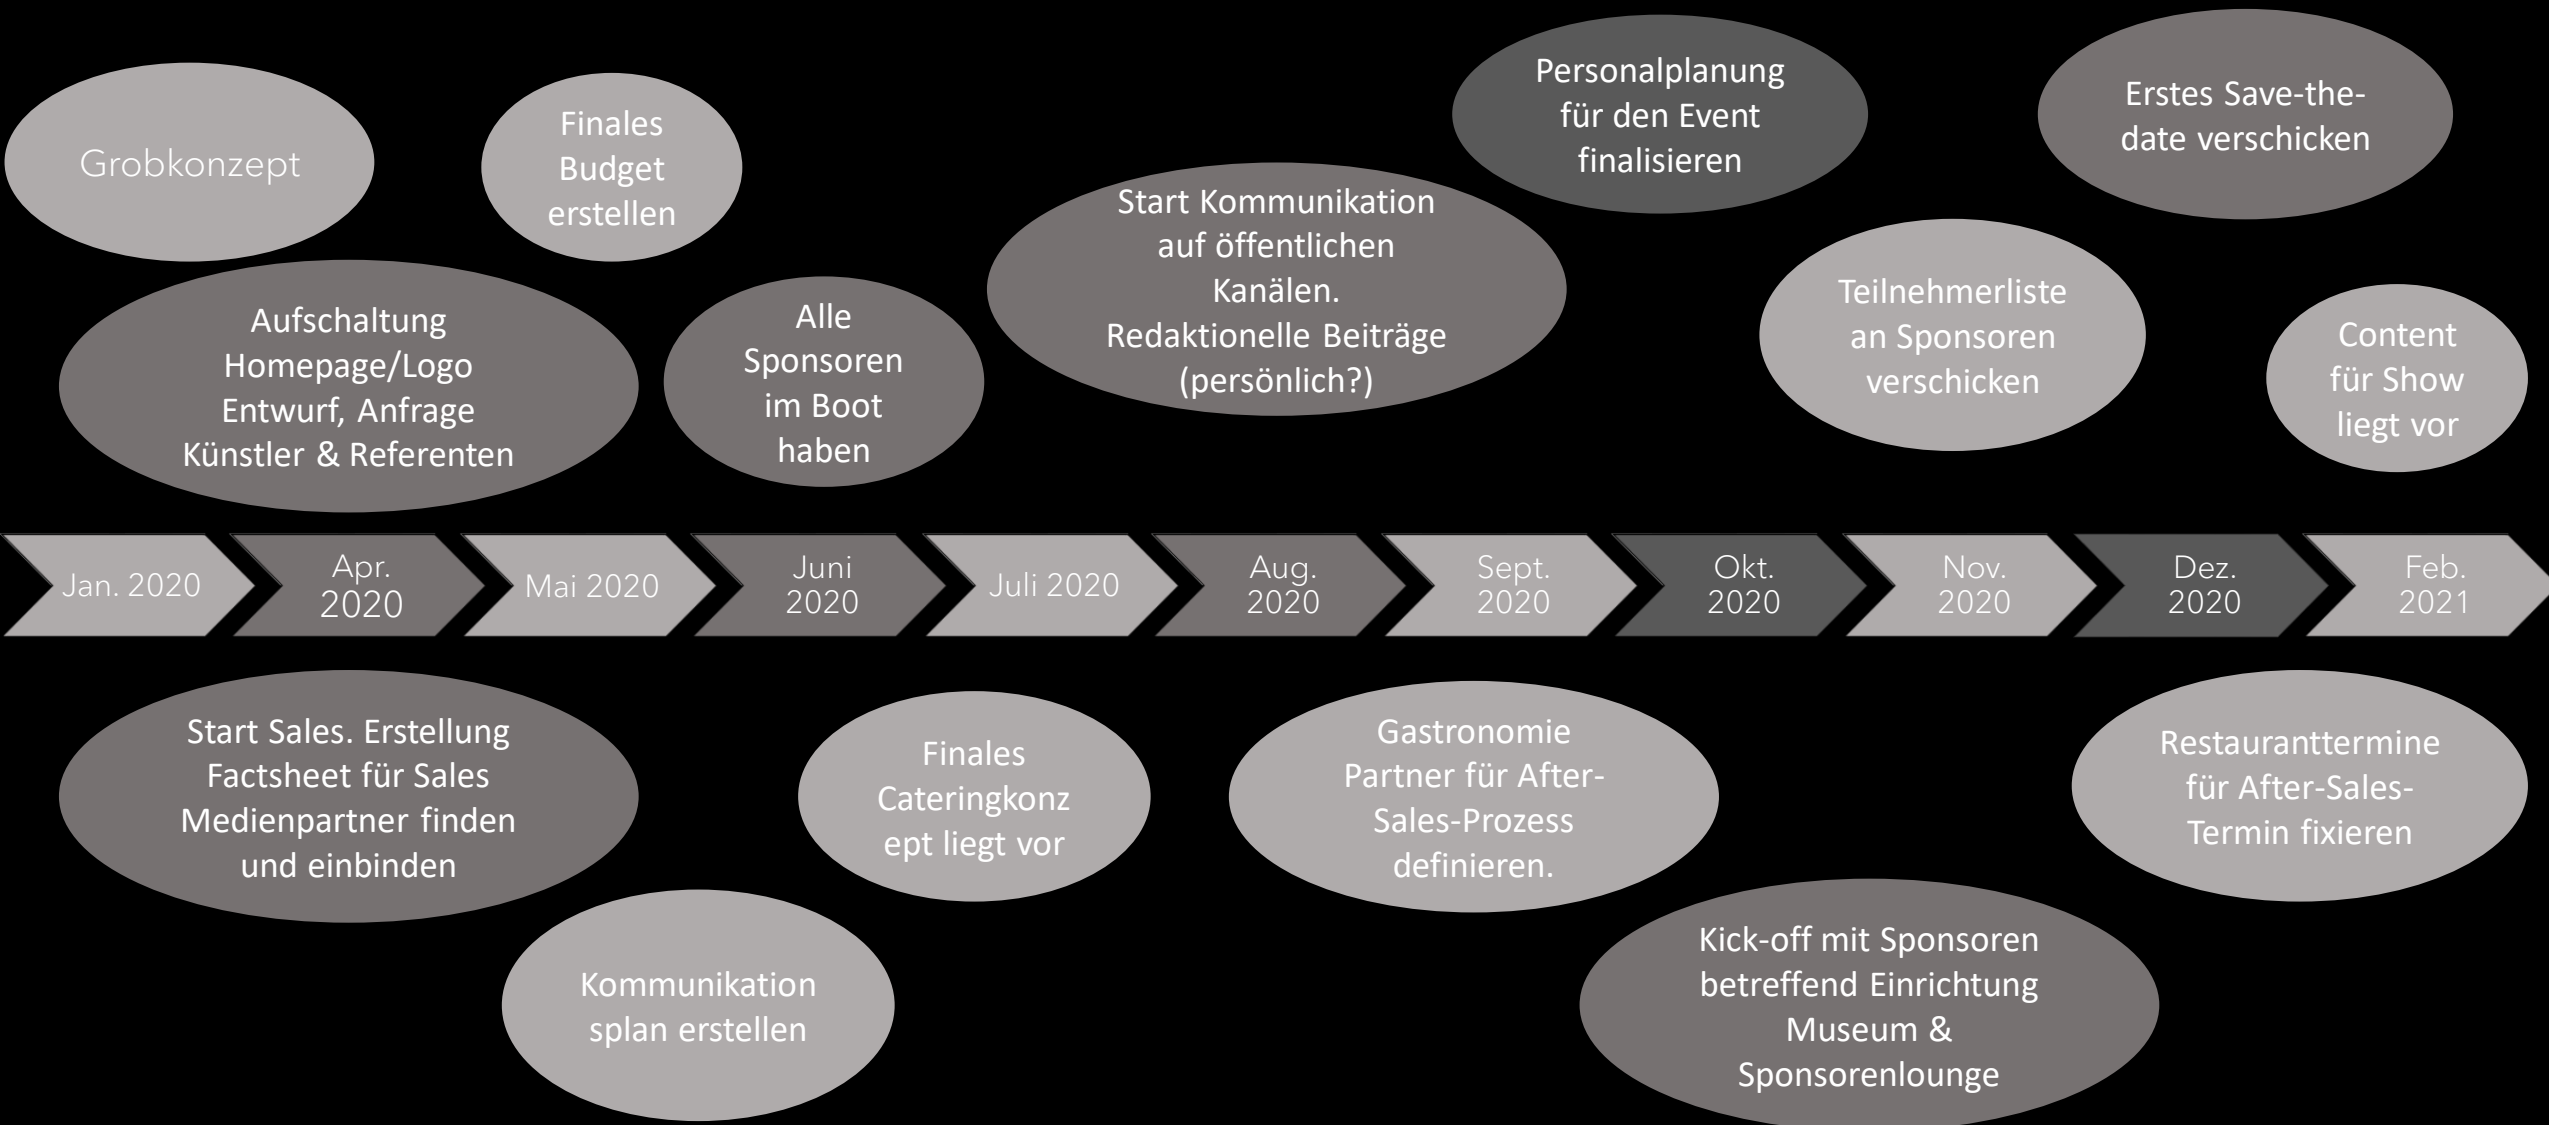 Grobkonzept
Finales
Budget
erstellen
Personalplanung
für den Event
finalisieren
Erstes Save-the-
date verschicken
Aufschaltung
Homepage/Logo
Entwurf, Anfrage
Künstler & Referenten
Alle
Sponsoren
im Boot
haben
Start Kommunikation
auf öffentlichen
Kanälen.
Redaktionelle Beiträge
(persönlich?)
Teilnehmerliste
an Sponsoren
verschicken
Content
für Show
liegt vor
Jan. 2020
Apr.
2020
Mai 2020
Juni
2020
Juli 2020
Aug.
2020
Sept.
2020
Okt.
2020
Nov.
2020
Dez.
2020
Feb.
2021
Start Sales. Erstellung
Factsheet für Sales
Medienpartner finden
und einbinden
Kommunikation
splan erstellen
Finales
Cateringkonz
ept liegt vor
Gastronomie
Partner für After-
Sales-Prozess
definieren.
Kick-off mit Sponsoren
betreffend Einrichtung
Museum &
Sponsorenlounge
Restauranttermine
für After-Sales-
Termin fixieren